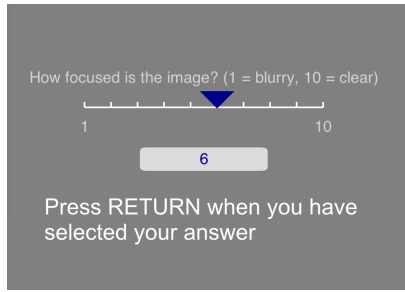 How focused is the image? (1 = blurry, 10 = clear)
1 10
6
Press RETURN when you have
selected your answer